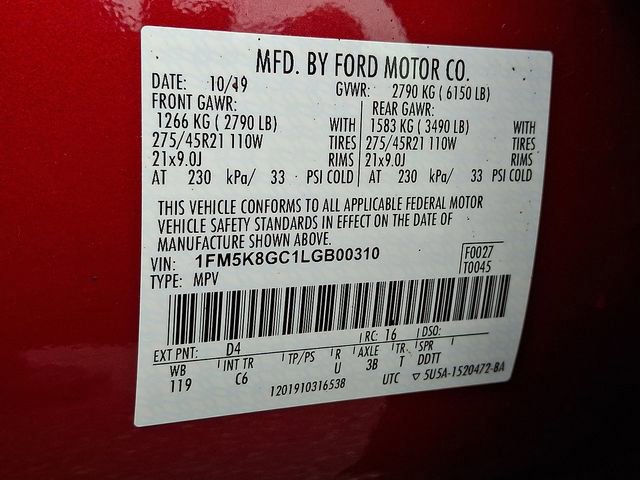 MFD. BY FORD MOTOR CO.
DATE: 10/19 GVWR: 2790 KG ( 6150 LB)
FRONT GAWR: REAR GAWR:
1266 KG ( 2790 LB) WITH 1583 KG ( 3490 LB) WITH
275/45R21 110W TIRES 275/45R21 110W TIRES
21x9.0J RIMS 21x9.0J RIMS
AT 230 kPa/ 33 PSI COLD AT 230 kPa/ 33 PSI COLD
THIS VEHICLE CONFORMS TO ALL APPLICABLE FEDERAL MOTOR
VEHICLE SAFETY STANDARDS IN EFFECT ON THE DATE OF
MANUFACTURE SHOWN ABOVE.
VIN: 1FM5K8GC1LGB00310 F0027
TYPE: MPV T0045
EXT PNT: D4 RC: 16 DSO:
WB INT TR TP/PS R AXLE TR SPR
119 C6 U 3B T DDTT
1201910316538 UTC ▽ 5U5A-1520472-BA